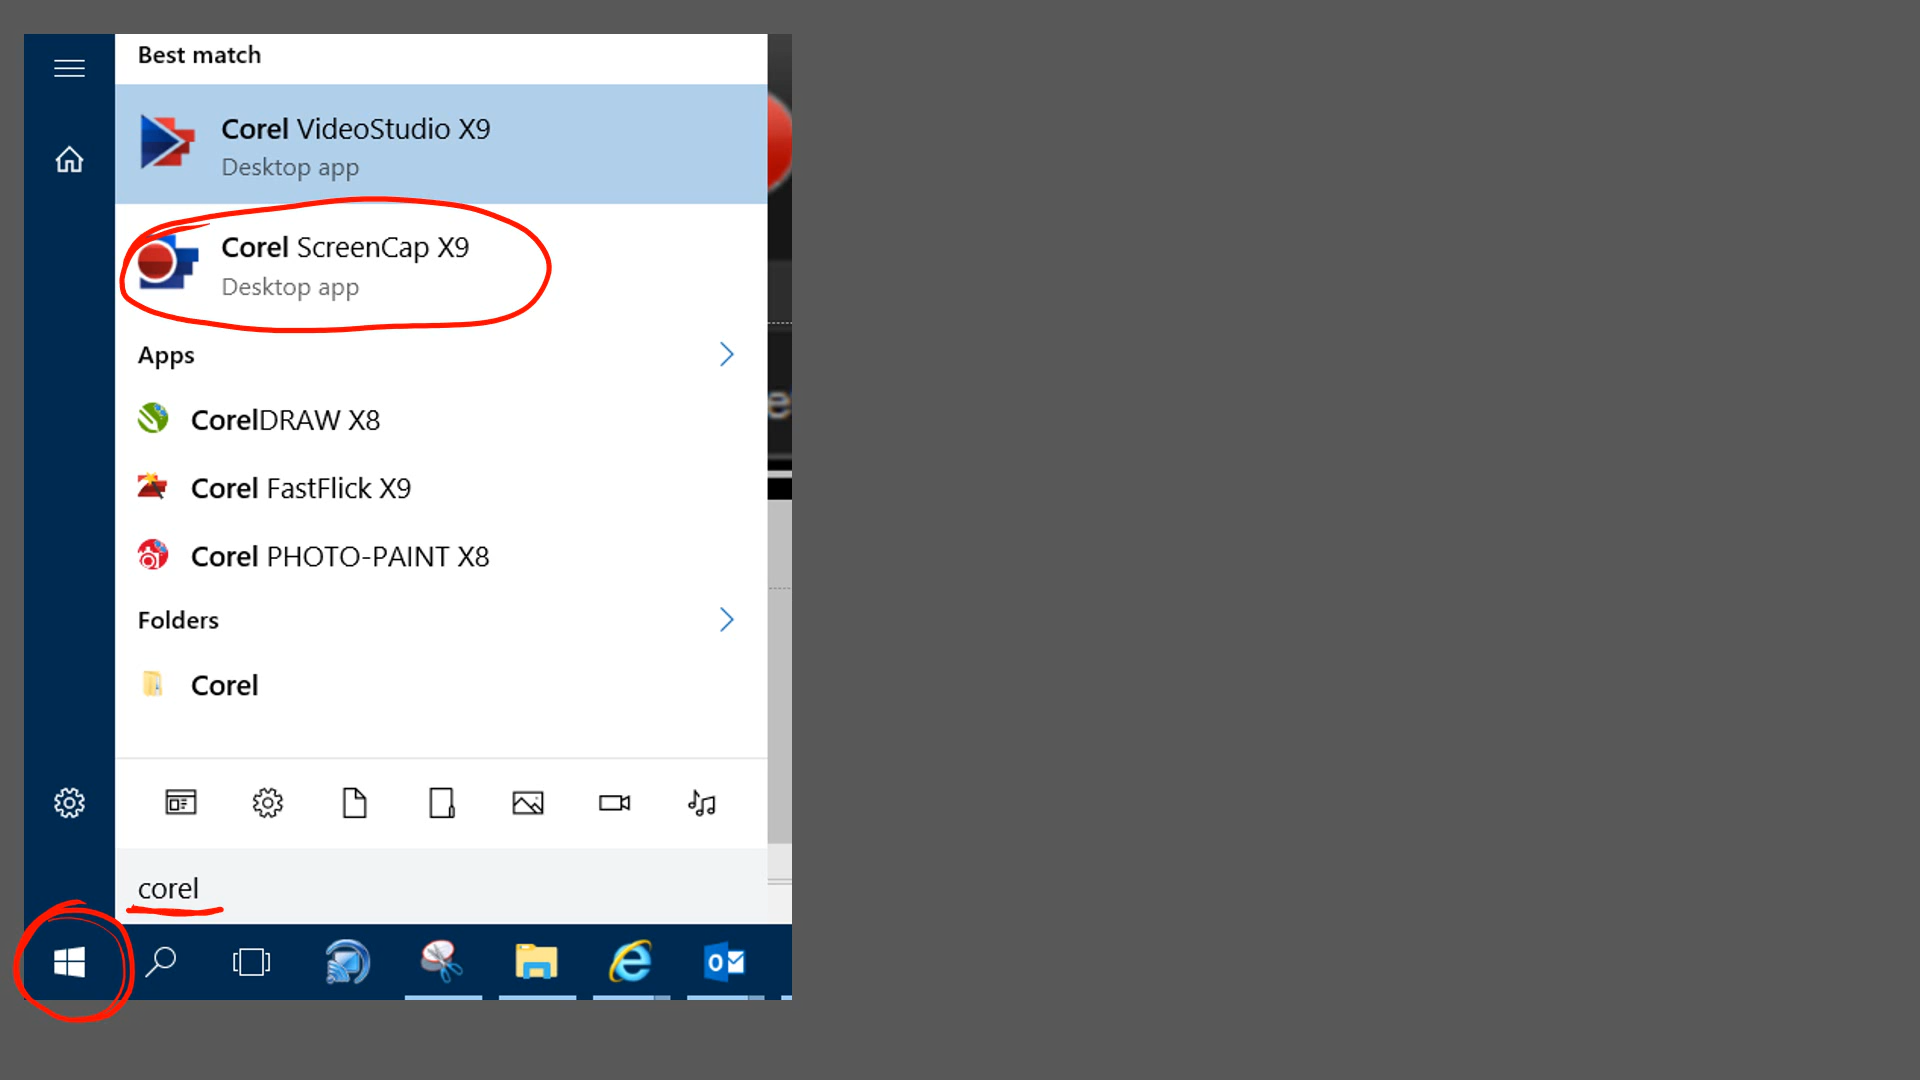 Best match
Corel VideoStudio X9
Desktop app
Corel ScreenCap X9
Desktop app
Apps
CorelDRAW X8
Corel FastFlick X9
Corel PHOTO-PAINT X8
Folders
Corel
corel